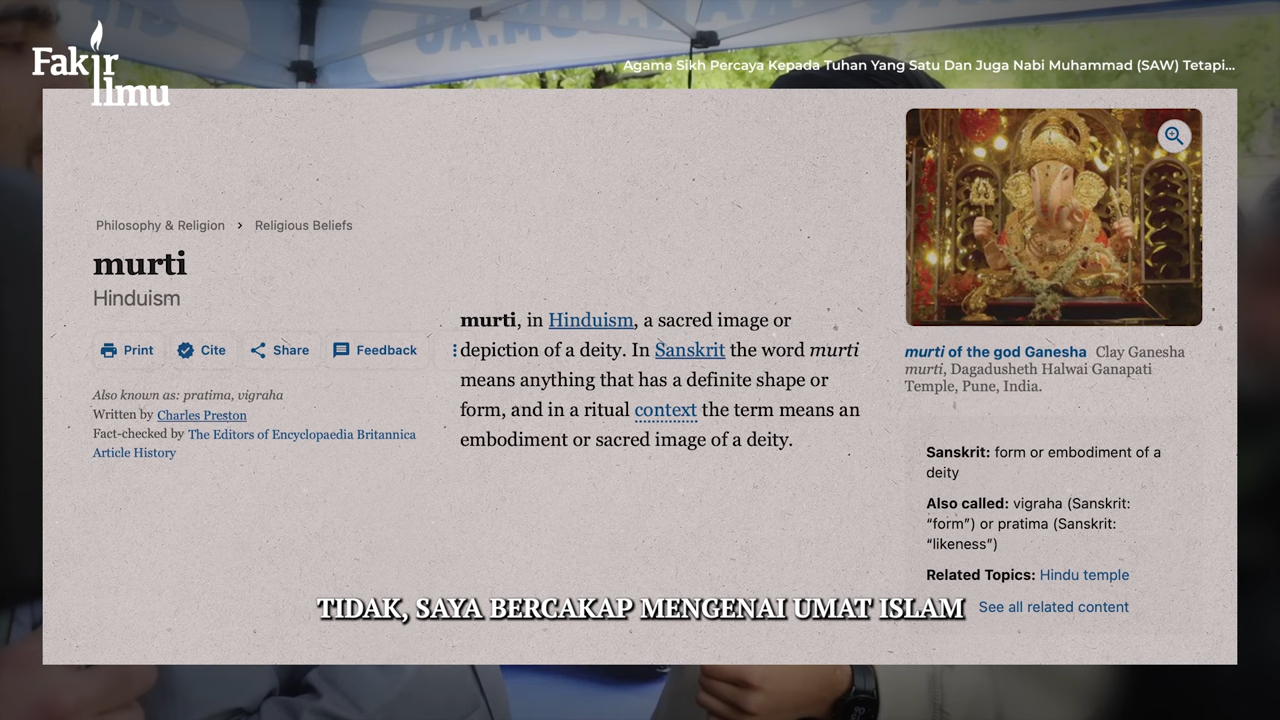 Fakir
Ilmu
Agama Sikh Percaya Kepada Tuhan Yang Satu Dan Juga Nabi Muhammad (SAW) Tetapi...
Philosophy & Religion › Religious Beliefs
murti
Hinduism
Print Cite Share Feedback
Also known as: pratima, vigraha
Written by Charles Preston
Fact-checked by The Editors of Encyclopaedia Britannica
Article History
murti, in Hinduism, a sacred image or
depiction of a deity. In Sanskrit the word murti
means anything that has a definite shape or
form, and in a ritual context the term means an
embodiment or sacred image of a deity.
murti of the god Ganesha Clay Ganesha
murti, Dagadusheth Halwai Ganapati
Temple, Pune, India.
Sanskrit: form or embodiment of a
deity
Also called: vigraha (Sanskrit:
“form”) or pratima (Sanskrit:
“likeness”)
Related Topics: Hindu temple
See all related content
TIDAK, SAYA BERCAKAP MENGENAI UMAT ISLAM